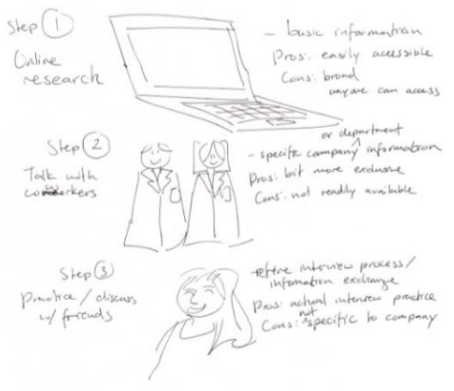 Step 1
Online
research
- basic information
Pros: easily accessible
Cons: broad
anyone can access
Step 2
Talk with
coworkers
or department
- specific company information
Pros: bit more exclusive
Cons: not readily available
Step 3
Practice / discuss
w/ friends
- refine interview process /
information exchange
Pros: actual interview practice
not
Cons: specific to company